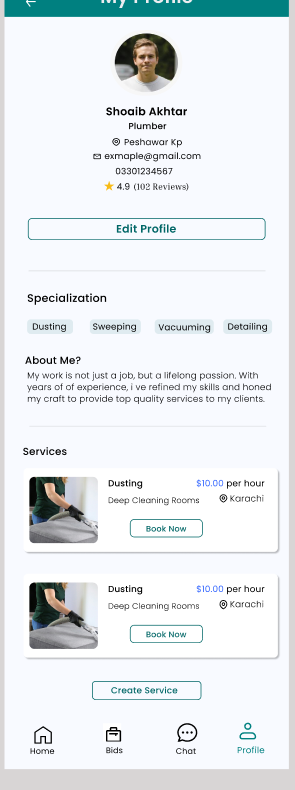 My Profile
Shoaib Akhtar
Plumber
Peshawar Kp
exmaple@gmail.com
03301234567
4.9 (102 Reviews)
Edit Profile
Specialization
Dusting Sweeping Vacuuming Detailing
About Me?
My work is not just a job, but a lifelong passion. With
years of of experience, i ve refined my skills and honed
my craft to provide top quality services to my clients.
Services
Dusting $10.00 per hour
Deep Cleaning Rooms Karachi
Book Now
Dusting $10.00 per hour
Deep Cleaning Rooms Karachi
Book Now
Create Service
Home Bids Chat Profile